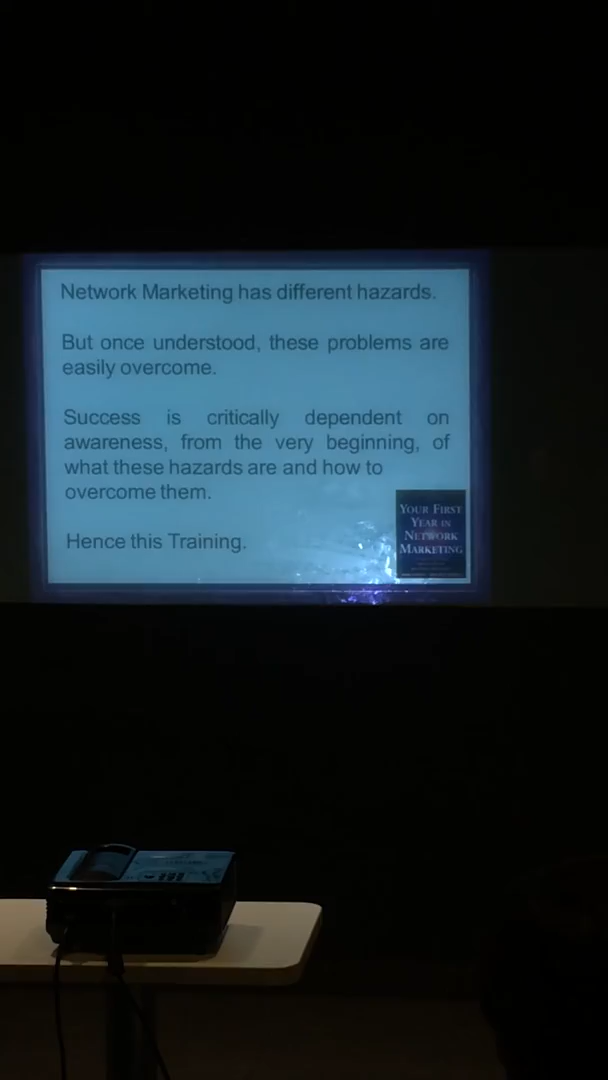 Network Marketing has different hazards.
But once understood, these problems are
easily overcome.
Success is critically dependent on
awareness, from the very beginning, of
what these hazards are and how to
overcome them.
Hence this Training.
YOUR FIRST
YEAR IN
NETWORK
MARKETING